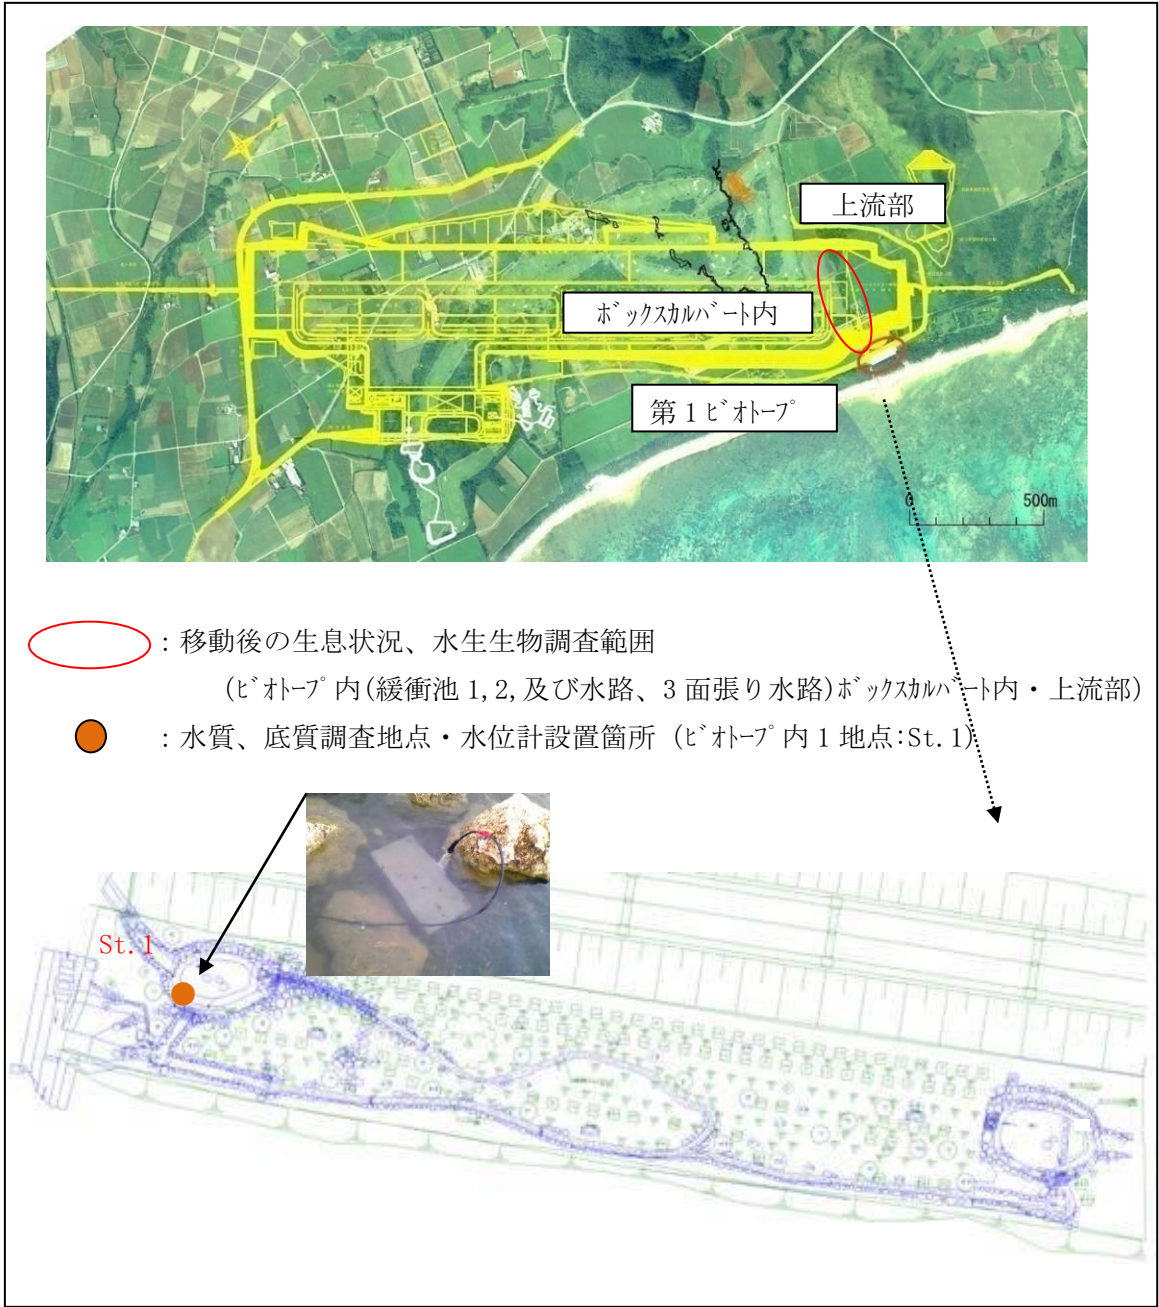 上流部
ﾎﾞｯｸｽｶﾙﾊﾞｰﾄ内
第1ﾋﾞｵﾄｰﾌﾟ
0 500m
：移動後の生息状況、水生生物調査範囲
(ﾋﾞｵﾄｰﾌﾟ内(緩衝池1,2,及び水路、3面張り水路)ﾎﾞｯｸｽｶﾙﾊﾞｰﾄ内・上流部)
：水質、底質調査地点・水位計設置箇所 (ﾋﾞｵﾄｰﾌﾟ内1地点:St.1)
St.1